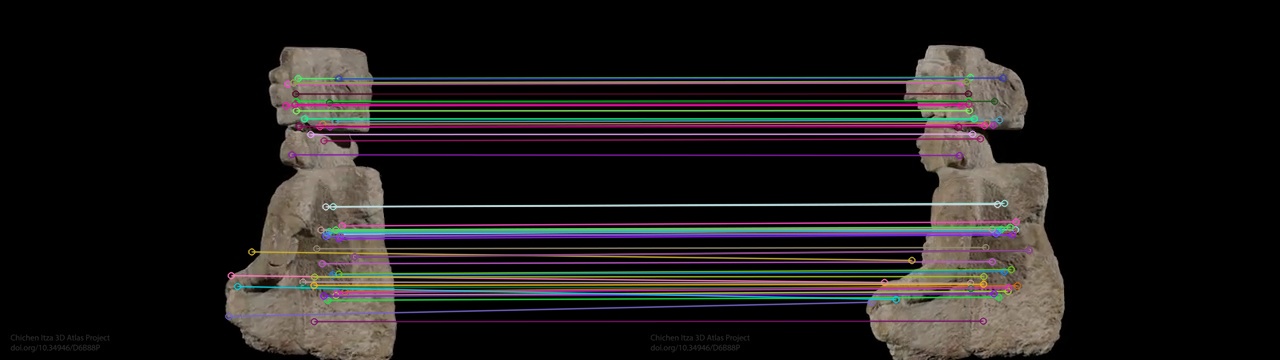 Chichen Itza 3D Atlas Project
doi.org/10.34946/D6B88P
Chichen Itza 3D Atlas Project
doi.org/10.34946/D6B88P